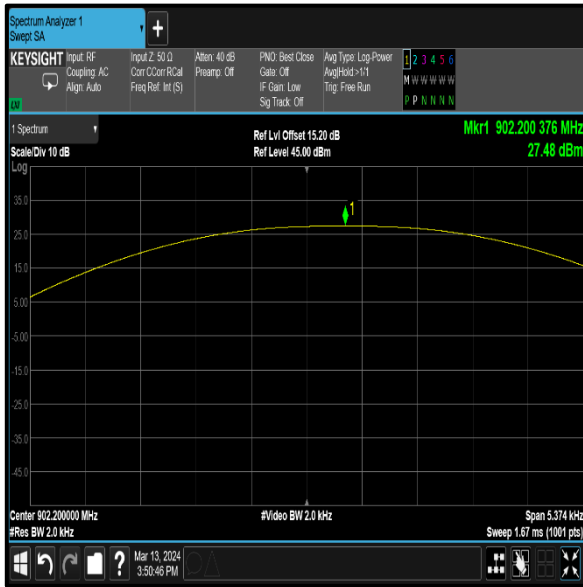 Spectrum Analyzer 1
Swept SA
+
KEYSIGHT Input: RF Input Z: 50 Ω Atten: 40 dB PNO: Best Close Avg Type: Log-Power 1 2 3 4 5 6
Coupling: AC Corr CCorr RCal Preamp: Off Gate: Off Avg|Hold:>1/1 M W W W W W
Align: Auto Freq Ref: Int (S) IF Gain: Low Trig: Free Run
Sig Track: Off P P N N N N
LXI
1 Spectrum Ref Lvl Offset 15.20 dB Mkr1 902.200 376 MHz
Scale/Div 10 dB Ref Level 45.00 dBm 27.48 dBm
Log
35.0
1
25.0
15.0
5.00
-5.00
-15.0
-25.0
-35.0
-45.0
Center 902.200000 MHz #Video BW 2.0 kHz Span 5.374 kHz
#Res BW 2.0 kHz Sweep 1.67 ms (1001 pts)
? Mar 13, 2024
3:50:46 PM